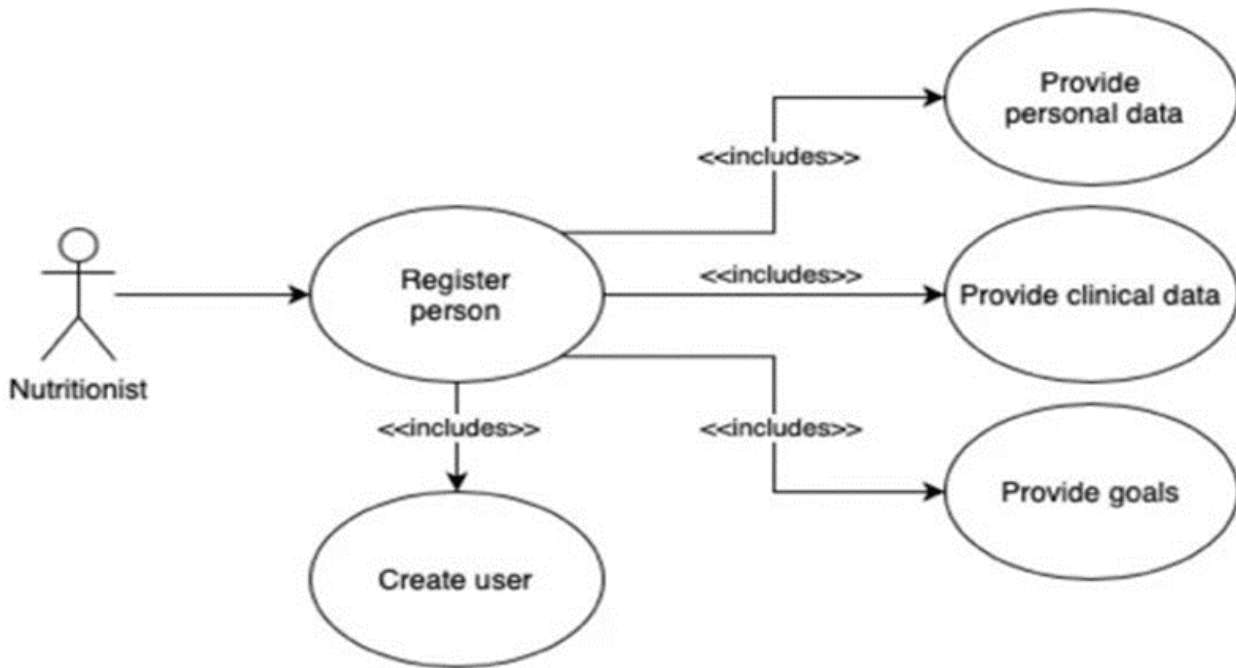 Provide
personal data
<<includes>>
Register
person
<<includes>>
Provide clinical data
Nutritionist
<<includes>>
<<includes>>
Provide goals
Create user